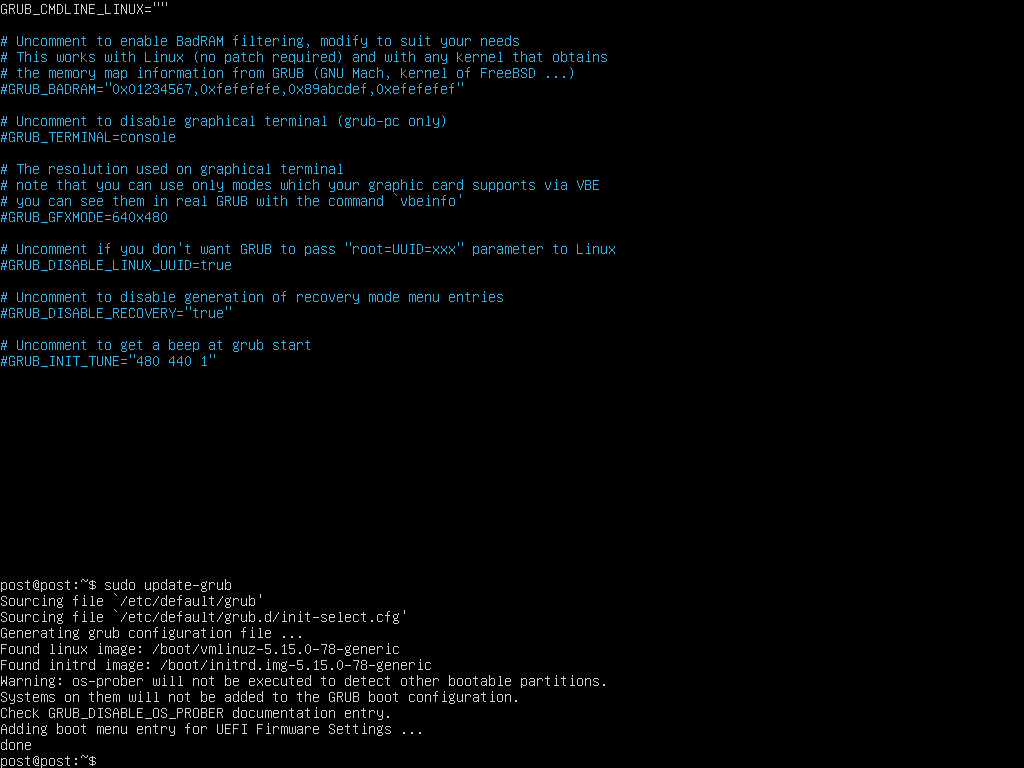 GRUB_CMDLINE_LINUX=""
# Uncomment to enable BadRAM filtering, modify to suit your needs
# This works with Linux (no patch required) and with any kernel that obtains
# the memory map information from GRUB (GNU Mach, kernel of FreeBSD ...)
#GRUB_BADRAM="0x01234567,0xfefefefe,0x89abcdef,0xefefefef"
# Uncomment to disable graphical terminal (grub-pc only)
#GRUB_TERMINAL=console
# The resolution used on graphical terminal
# note that you can use only modes which your graphic card supports via VBE
# you can see them in real GRUB with the command `vbeinfo'
#GRUB_GFXMODE=640x480
# Uncomment if you don't want GRUB to pass "root=UUID=xxx" parameter to Linux
#GRUB_DISABLE_LINUX_UUID=true
# Uncomment to disable generation of recovery mode menu entries
#GRUB_DISABLE_RECOVERY="true"
# Uncomment to get a beep at grub start
#GRUB_INIT_TUNE="480 440 1"
post@post:~$ sudo update-grub
Sourcing file `/etc/default/grub'
Sourcing file `/etc/default/grub.d/init-select.cfg'
Generating grub configuration file ...
Found linux image: /boot/vmlinuz-5.15.0-78-generic
Found initrd image: /boot/initrd.img-5.15.0-78-generic
Warning: os-prober will not be executed to detect other bootable partitions.
Systems on them will not be added to the GRUB boot configuration.
Check GRUB_DISABLE_OS_PROBER documentation entry.
Adding boot menu entry for UEFI Firmware Settings ...
done
post@post:~$